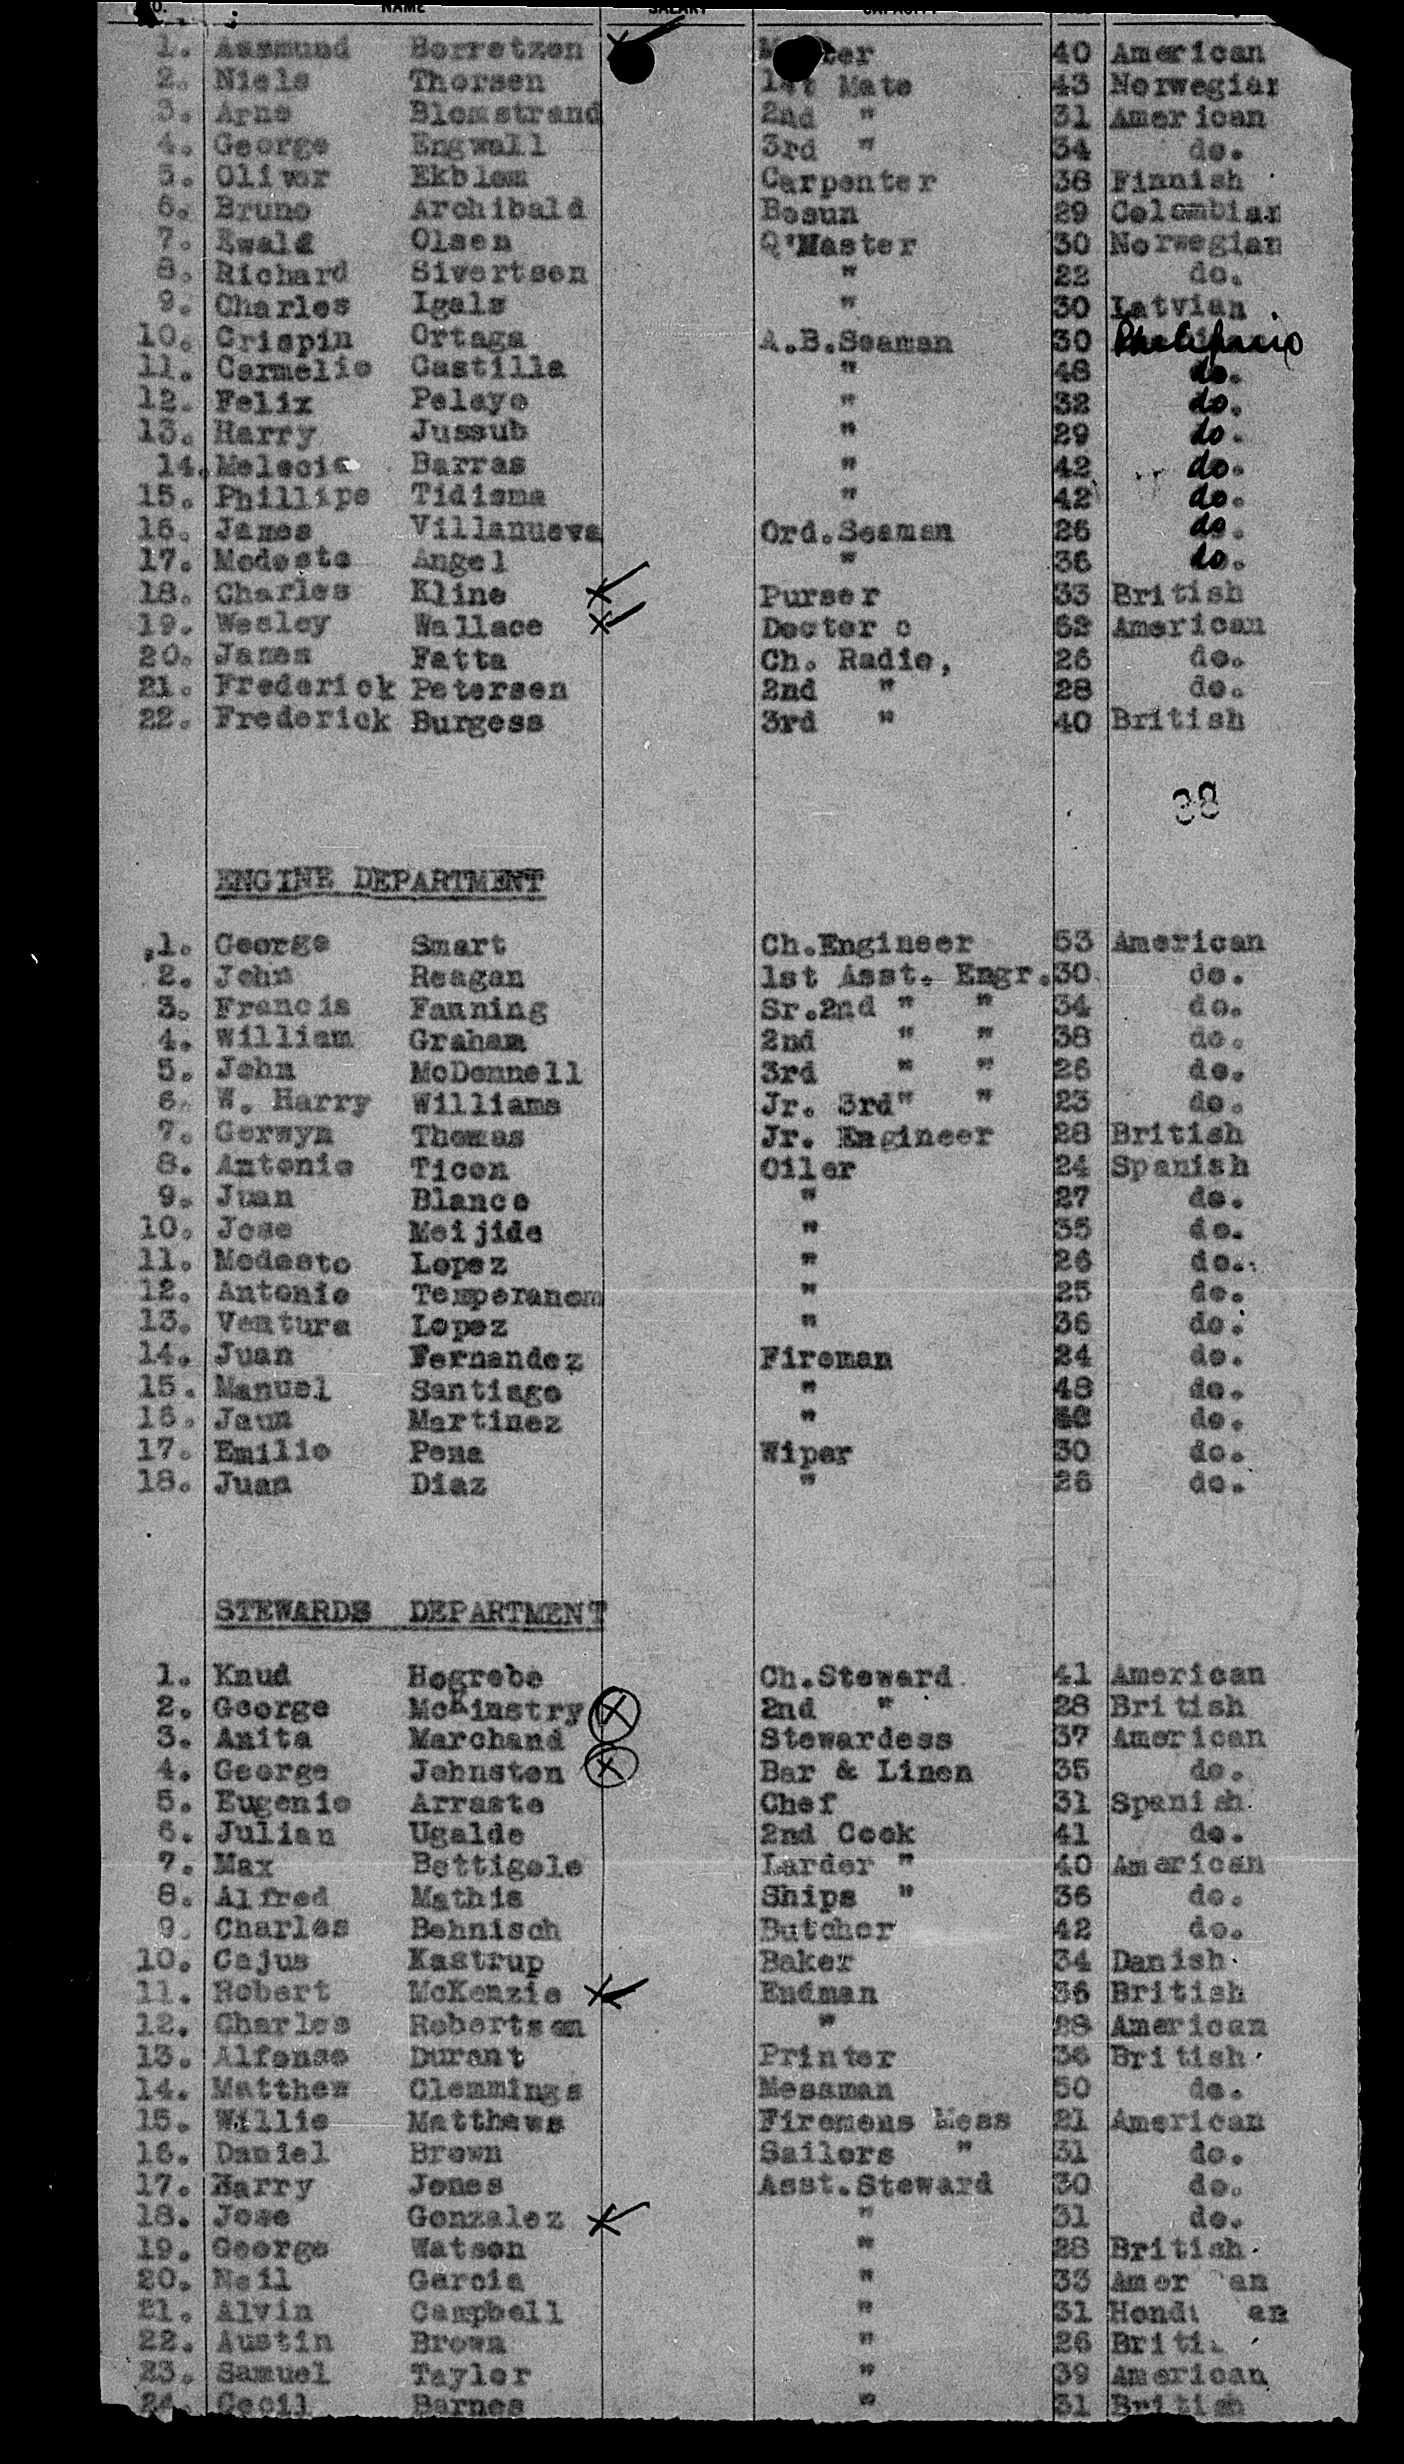 NO. NAME SALARY CAPACITY
1. Assmund Borretzen 40 American
2. Niels Thorsen 1st Mate 43 Norwegian
3. Arne Blomstrand 2nd " 31 American
4. George Engwall 3rd " 34 do.
5. Oliver Ekblom Carpenter 38 Finnish
6. Bruno Archibald Bosun 29 Colombian
7. Ewald Olsen Q'Master 30 Norwegian
8. Richard Sivertsen " 22 do.
9. Charles Igals " 30 Latvian
10. Crispin Ortaga A.B.Seaman 30
11. Carmelio Castilla " 48 do.
12. Felix Pelayo " 32 do.
13. Harry Jussub " 29 do.
14. Melecio Barras " 42 do.
15. Phillipe Tidisma " 42 do.
16. James Villanueva Ord.Seaman 26 do.
17. Modesto Angel " 36 do.
18. Charles Kline Purser 33 British
19. Wesley Wallace Doctor c 62 American
20. James Fatta Ch. Radio, 26 do.
21. Frederick Petersen 2nd " 28 do.
22. Frederick Burgess 3rd " 40 British
38
ENGINE DEPARTMENT
1. George Smart Ch.Engineer 53 American
2. John Reagan 1st Asst. Engr. 30 do.
3. Francis Fanning Sr.2nd " " 34 do.
4. William Graham 2nd " " 38 do.
5. John McDonnell 3rd " " 26 do.
6. W. Harry Williams Jr. 3rd" " 23 do.
7. Gerwyn Thomas Jr. Engineer 28 British
8. Antonio Ticon Oiler 24 Spanish
9. Juan Blanco " 27 do.
10. Jose Meijide " 35 do.
11. Modesto Lopez " 26 do.
12. Antonio Temperanom " 25 do.
13. Ventura Lopez " 36 do.
14. Juan Fernandez Fireman 24 do.
15. Manuel Santiago " 48 do.
16. Jaun Martinez " do.
17. Emilio Pena Wiper 30 do.
18. Juan Diaz " 26 do.
STEWARDS DEPARTMENT
1. Knud Hogrebe Ch.Steward 41 American
2. George McKinstry 2nd " 28 British
3. Anita Marchand Stewardess 37 American
4. George Johnston Bar & Linen 35 do.
5. Eugenio Arraste Chef 31 Spanish
6. Julian Ugalde 2nd Cook 41 do.
7. Max Bettigole Larder " 40 American
8. Alfred Mathis Ships " 36 do.
9. Charles Behnisch Butcher 42 do.
10. Cajus Kastrup Baker 34 Danish
11. Robert McKenzie Endman 36 British
12. Charles Robertson " 28 American
13. Alfonso Durant Printer 36 British
14. Matthew Clemmings Messman 50 do.
15. Willie Matthews Firemens Mess 21 American
16. Daniel Brown Sailors " 31 do.
17. Harry Jones Asst.Steward 30 do.
18. Jose Gonzalez " 31 do.
19. George Watson " 28 British
20. Neil Garcia " 33 Amer an
21. Alvin Campbell " 31 Hondu an
22. Austin Brown " 26 Briti
23. Samuel Tayler " 39 American
24. Cecil Barnes " 31 British